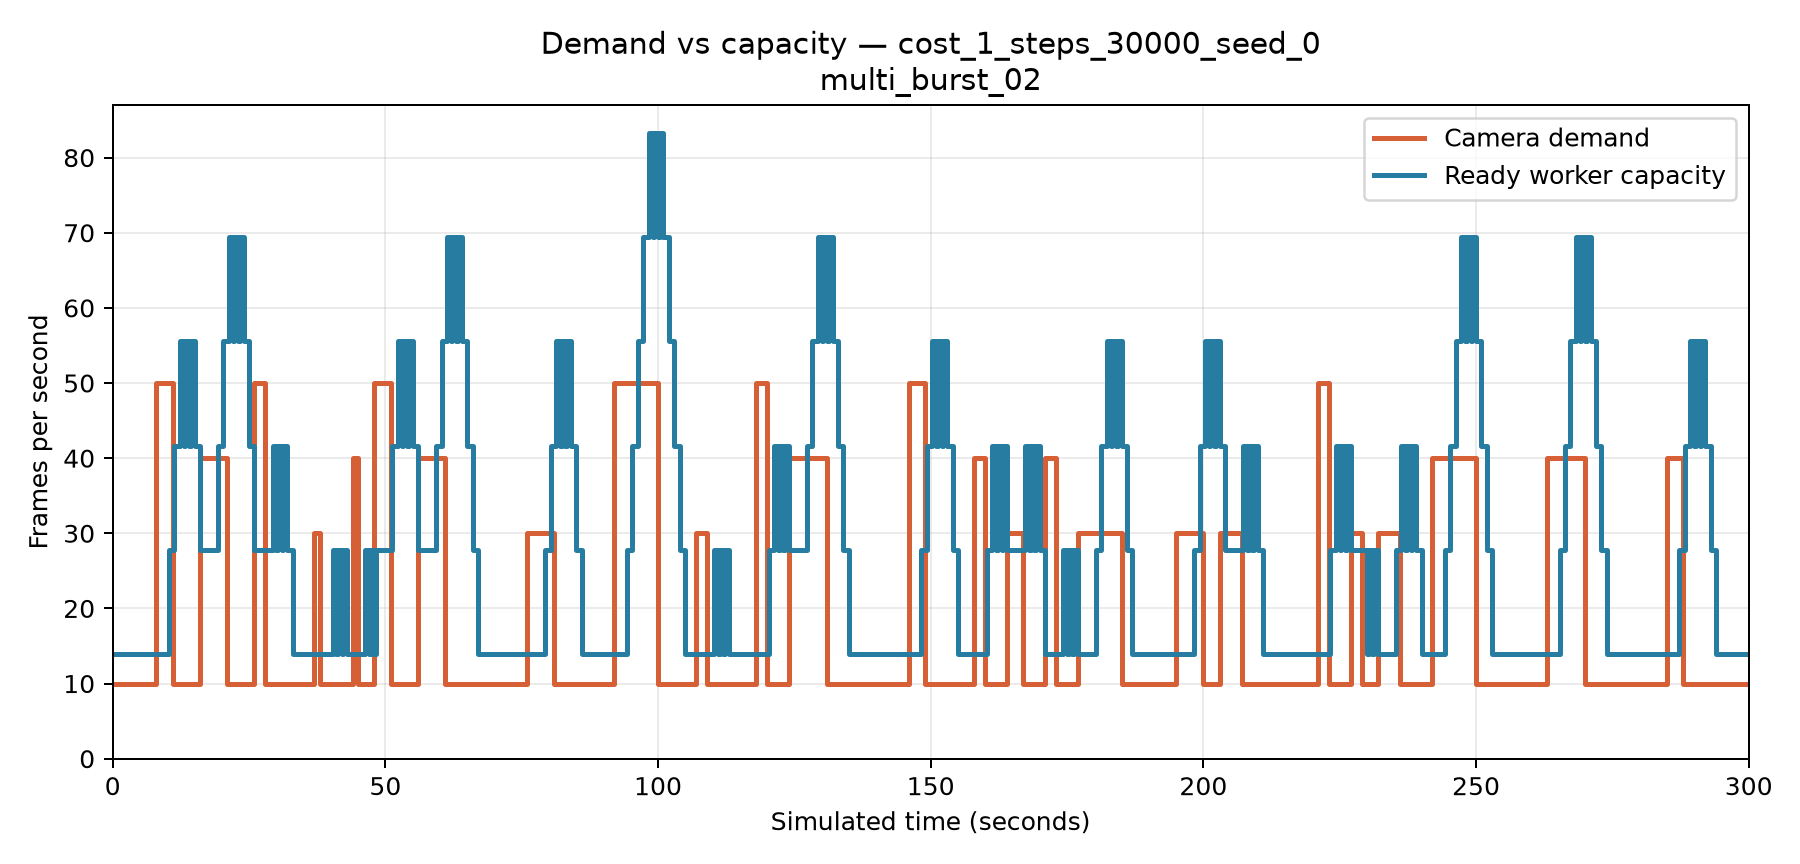 Demand vs capacity — cost_1_steps_30000_seed_0
multi_burst_02
Camera demand
Ready worker capacity
Frames per second
80
70
60
50
40
30
20
10
0
0 50 100 150 200 250 300
Simulated time (seconds)